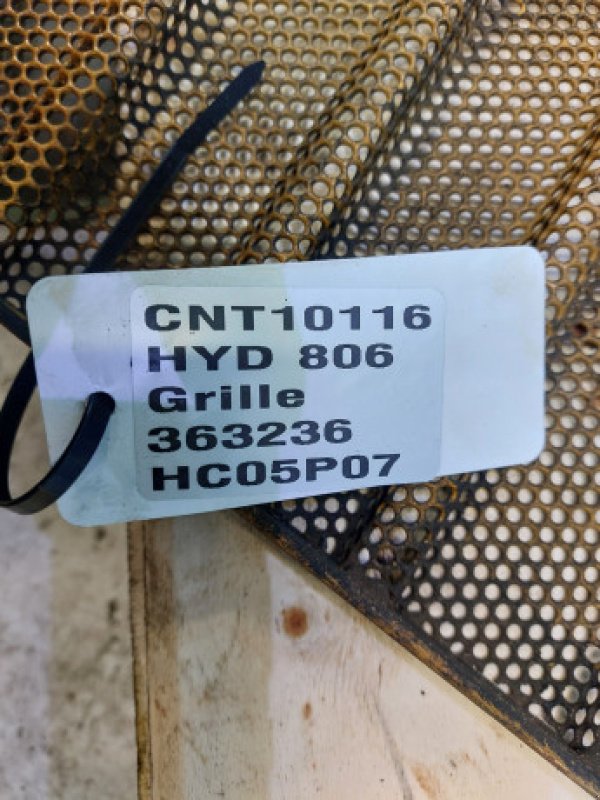 CNT10116
HYD 806
Grille
363236
HC05P07